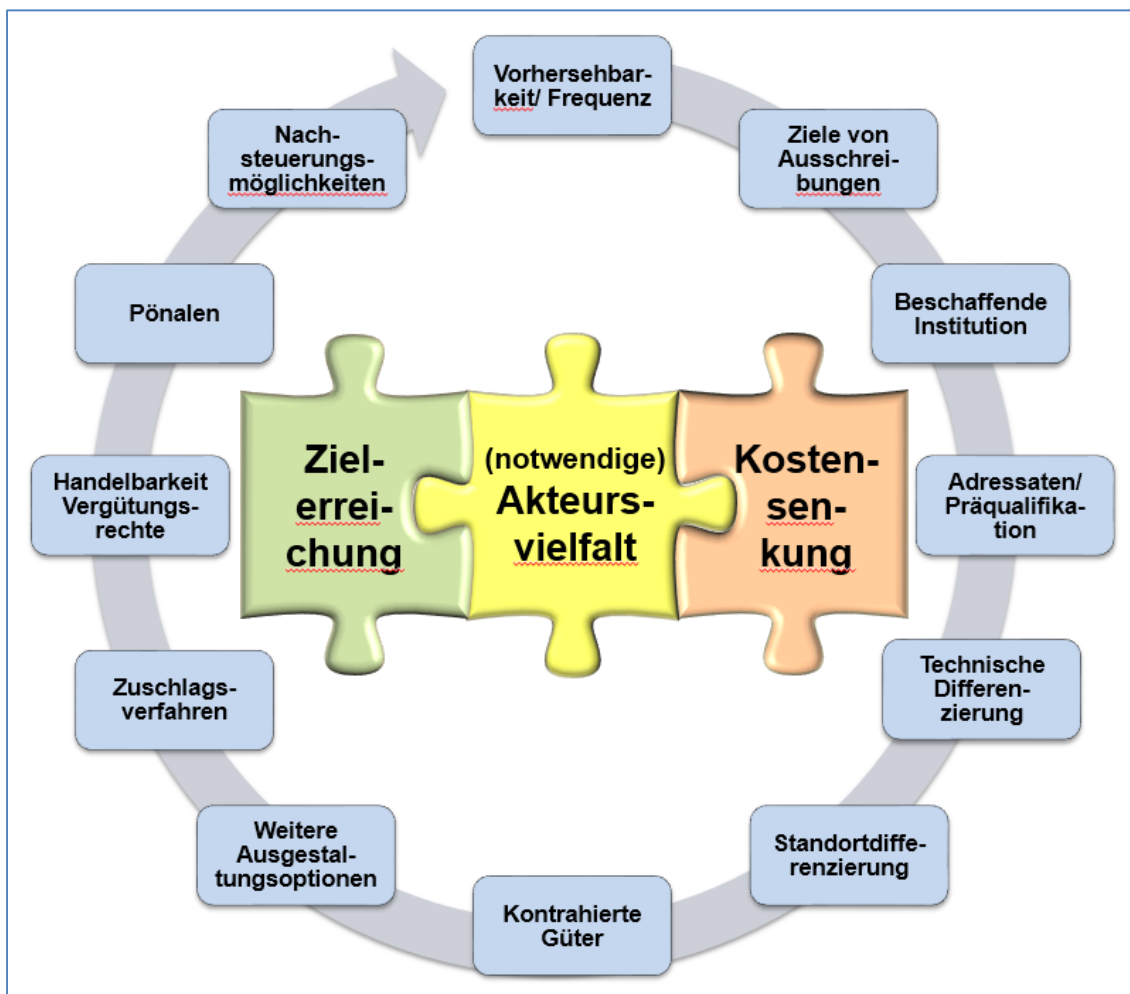 Vorhersehbar-
keit/ Frequenz
Ziele von
Ausschrei-
bungen
Beschaffende
Institution
Adressaten/
Präqualifika-
tion
Technische
Differen-
zierung
Standortdiffe-
renzierung
Kontrahierte
Güter
Weitere
Ausgestal-
tungsoptionen
Zuschlags-
verfahren
Handelbarkeit
Vergütungs-
rechte
Pönalen
Nach-
steuerungs-
möglichkeiten
Ziel-
errei-
chung
(notwendige)
Akteurs-
vielfalt
Kosten-
sen-
kung